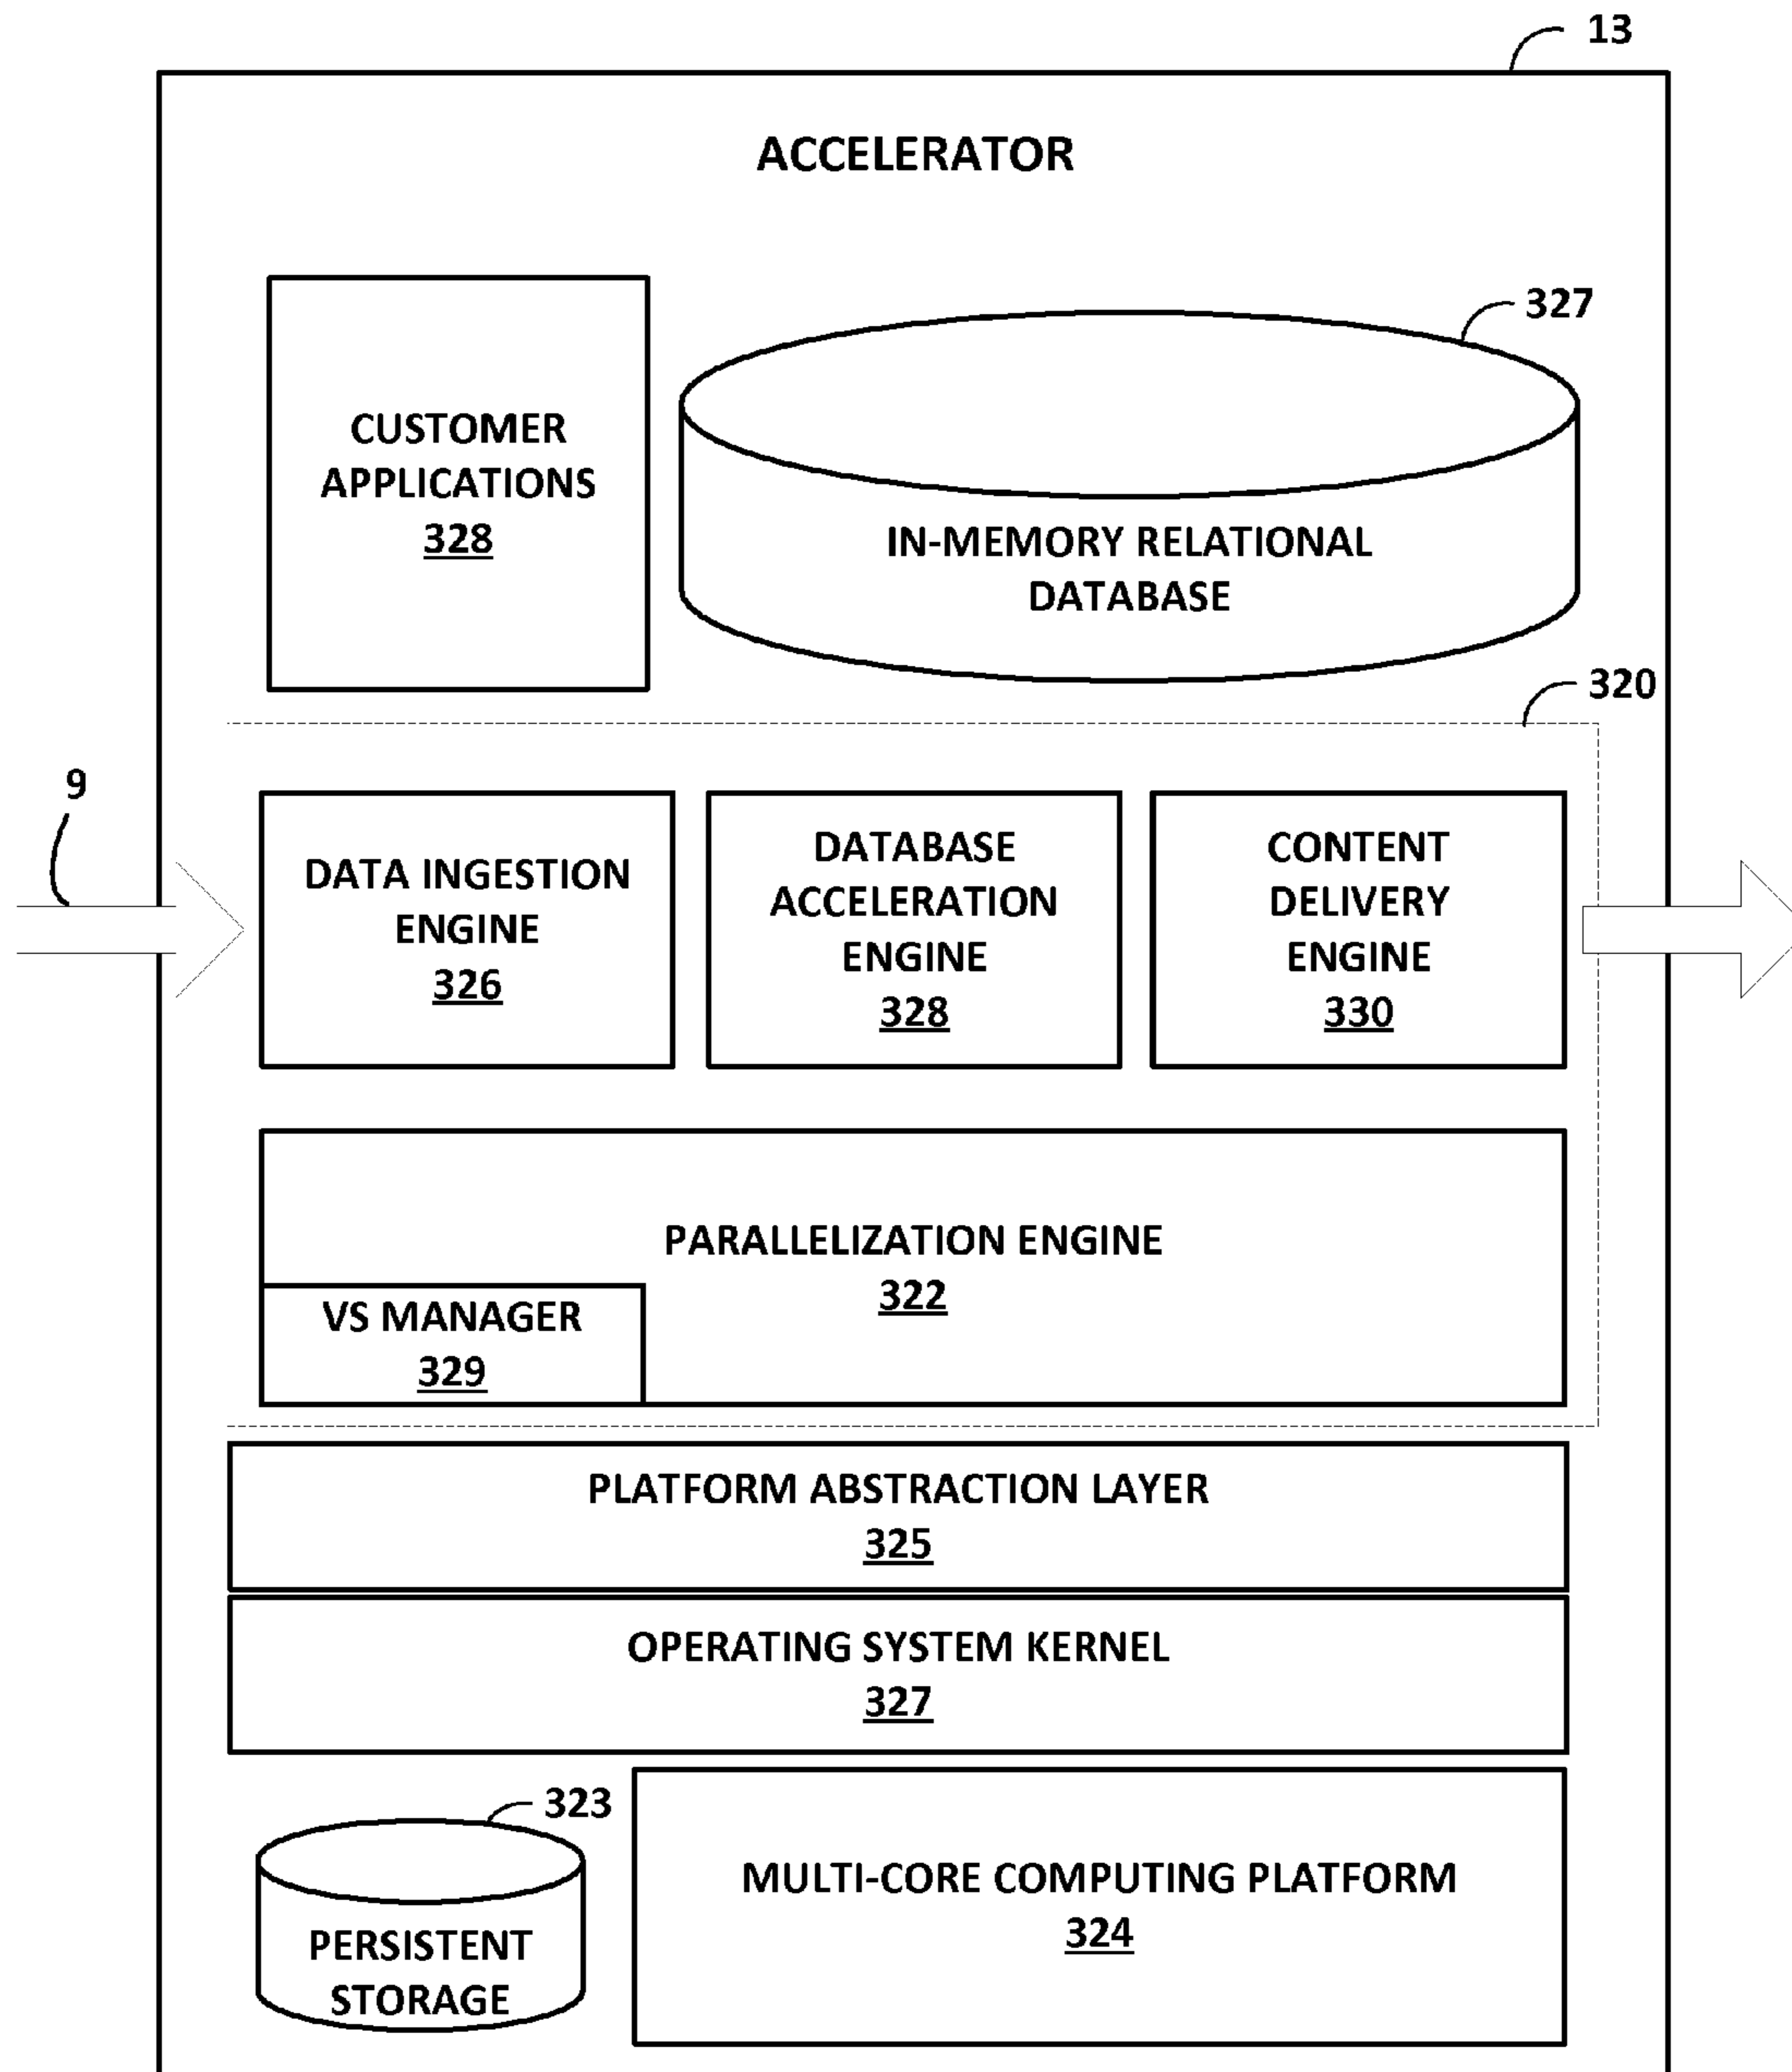 13
ACCELERATOR
327
CUSTOMER
APPLICATIONS
328
IN-MEMORY RELATIONAL
DATABASE
320
9
DATA INGESTION
ENGINE
326
DATABASE
ACCELERATION
ENGINE
328
CONTENT
DELIVERY
ENGINE
330
PARALLELIZATION ENGINE
322
VS MANAGER
329
PLATFORM ABSTRACTION LAYER
325
OPERATING SYSTEM KERNEL
327
323
PERSISTENT
STORAGE
MULTI-CORE COMPUTING PLATFORM
324